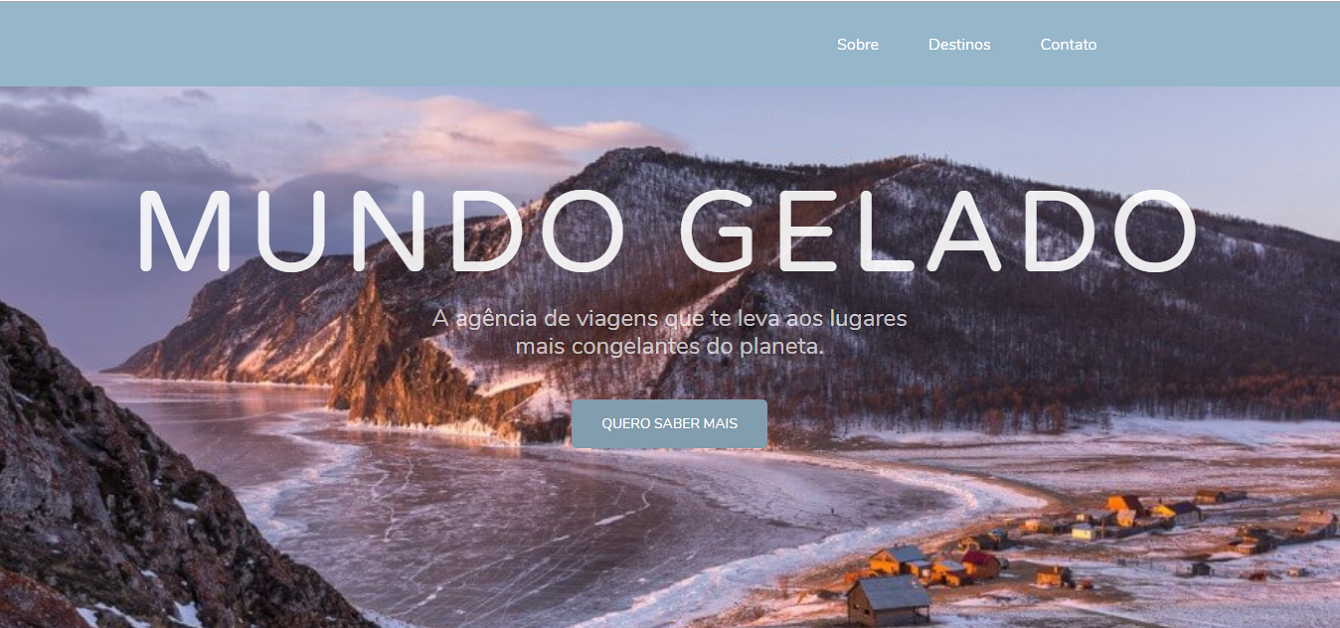 Sobre Destinos Contato
MUNDO GELADO
A agência de viagens que te leva aos lugares
mais congelantes do planeta.
QUERO SABER MAIS